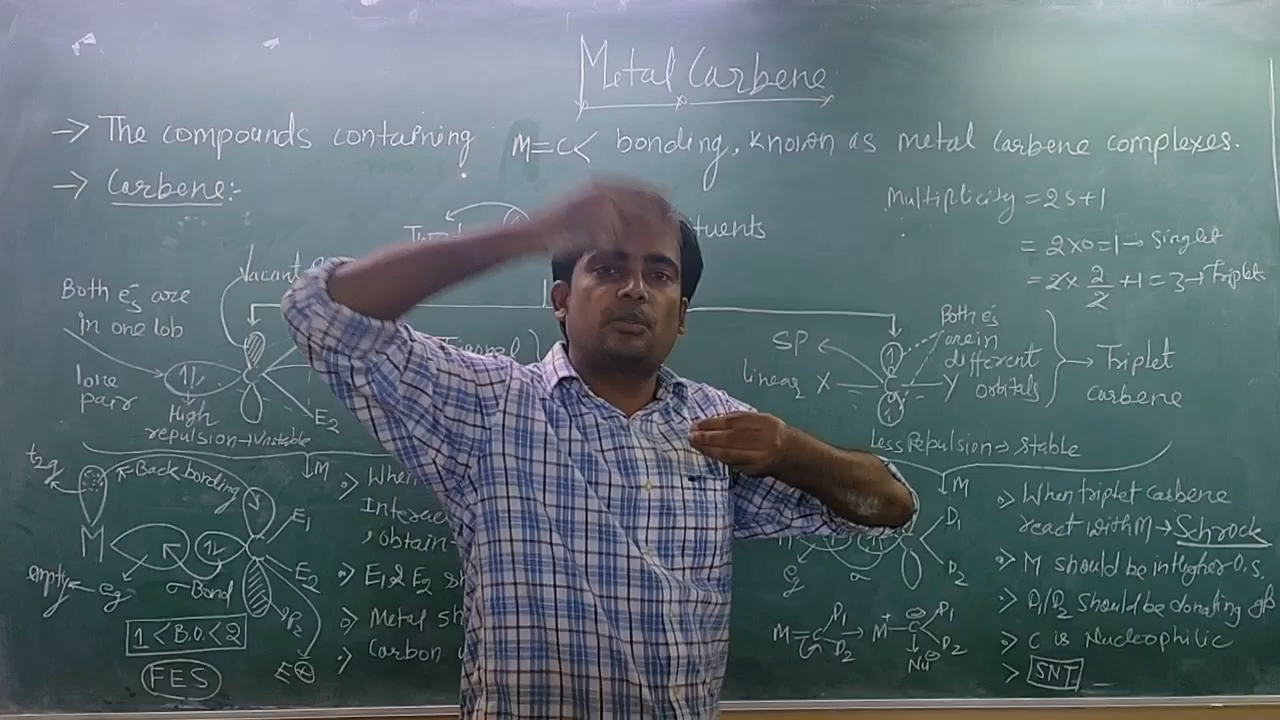 Metal Carbene
→ The compounds containing M=C< bonding, known as metal carbene complexes.
→ Carbene:-
Multiplicity = 2S+1
= 2×0=1→ Singlet
= 2× 2/2 +1=3→Triplet
tuents
Vacant
Both e⁻s are
in one lob
lone
pair
High
repulsion→Unstable
E2
SP
linear X
C
Y
Both e⁻s
are in
different
orbitals
Triplet
carbene
Less Repulsion→ Stable
t2g
Back bonding
M
M
E1
E2
σ-Bond
empty
eg
1<B.O.<2
FES
When
Interac
, obtain-
E1 & E2 sh
Metal sh
Carbon
M
D1
D2
eg
σ
M=C D1 D2 → M⁺—C⊖ D1 D2
Nu⊖
When triplet carbene
react with M→Schrock
M should be in higher O.S.
D1/D2 should be donating
C is Nucleophilic
SNT